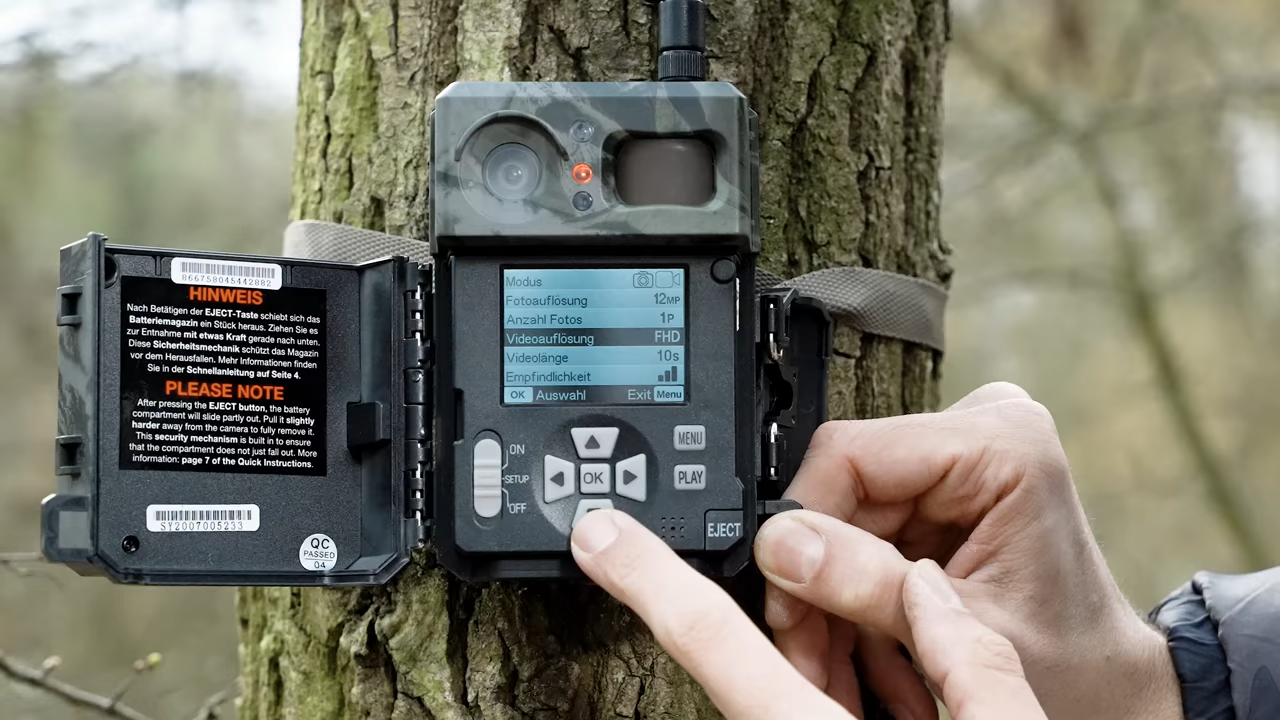 866758045442882
HINWEIS
Nach Betätigen der EJECT-Taste schiebt sich das
Batteriemagazin ein Stück heraus. Ziehen Sie es
zur Entnahme mit etwas Kraft gerade nach unten.
Diese Sicherheitsmechanik schützt das Magazin
vor dem Herausfallen. Mehr Informationen finden
Sie in der Schnellanleitung auf Seite 4.
PLEASE NOTE
After pressing the EJECT button, the battery
compartment will slide partly out. Pull it slightly
harder away from the camera to fully remove it.
This security mechanism is built in to ensure
that the compartment does not just fall out. More
information: page 7 of the Quick Instructions.
SY2007005233
QC
PASSED
04
Modus
Fotoauflösung 12MP
Anzahl Fotos 1P
Videoauflösung FHD
Videolänge 10s
Empfindlichkeit
OK Auswahl Exit Menu
ON
SETUP
OFF
OK
MENU
PLAY
EJECT